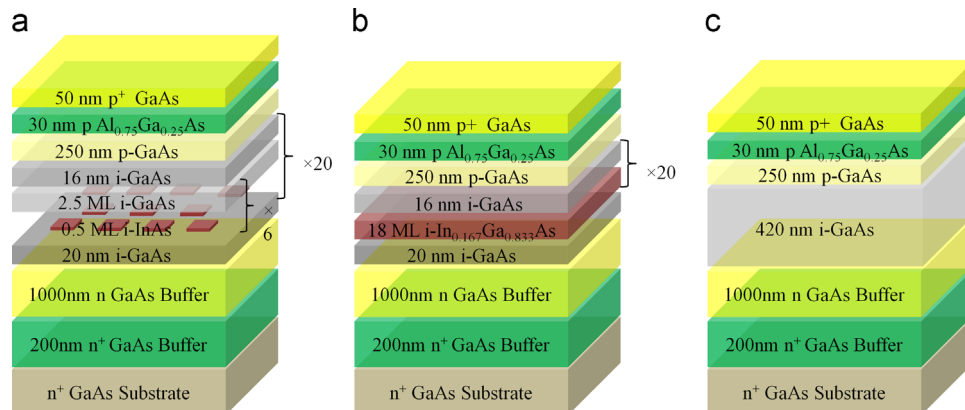 a
50 nm p⁺ GaAs
30 nm p Al₀.₇₅Ga₀.₂₅As
250 nm p-GaAs
16 nm i-GaAs
2.5 ML i-GaAs
0.5 ML i-InAs
20 nm i-GaAs
1000nm n GaAs Buffer
200nm n⁺ GaAs Buffer
n⁺ GaAs Substrate
×20
×
6
b
50 nm p+ GaAs
30 nm p Al₀.₇₅Ga₀.₂₅As
250 nm p-GaAs
16 nm i-GaAs
18 ML i-In₀.₁₆₇Ga₀.₈₃₃As
20 nm i-GaAs
1000nm n GaAs Buffer
200nm n⁺ GaAs Buffer
n⁺ GaAs Substrate
×20
c
50 nm p+ GaAs
30 nm p Al₀.₇₅Ga₀.₂₅As
250 nm p-GaAs
420 nm i-GaAs
1000nm n GaAs Buffer
200nm n⁺ GaAs Buffer
n⁺ GaAs Substrate